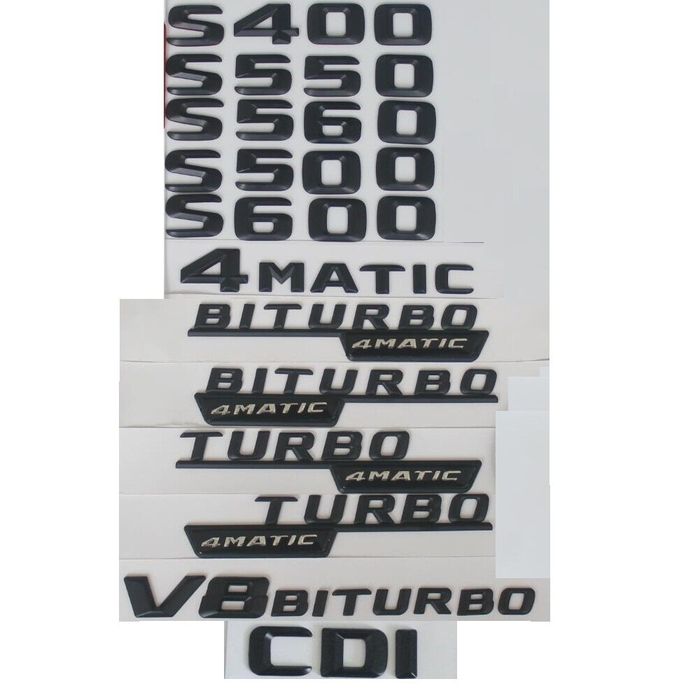 S400
S550
S560
S500
S600
4MATIC
BITURBO
4MATIC
BITURBO
4MATIC
TURBO
4MATIC
TURBO
4MATIC
V8BITURBO
CDI